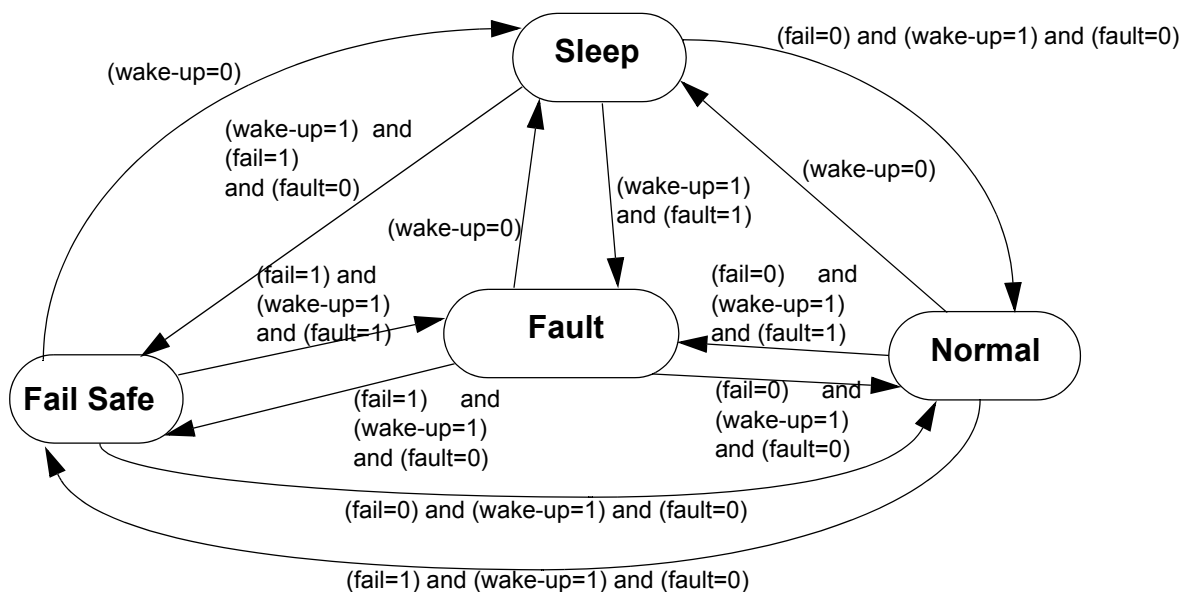 Sleep
(fail=0) and (wake-up=1) and (fault=0)
(wake-up=0)
(wake-up=1) and
(fail=1)
and (fault=0)
(wake-up=1)
and (fault=1)
(wake-up=0)
(wake-up=0)
(fail=1) and
(wake-up=1)
and (fault=1)
(fail=0) and
(wake-up=1)
and (fault=1)
Fault
Normal
Fail Safe
(fail=1) and
(wake-up=1)
and (fault=0)
(fail=0) and
(wake-up=1)
and (fault=0)
(fail=0) and (wake-up=1) and (fault=0)
(fail=1) and (wake-up=1) and (fault=0)